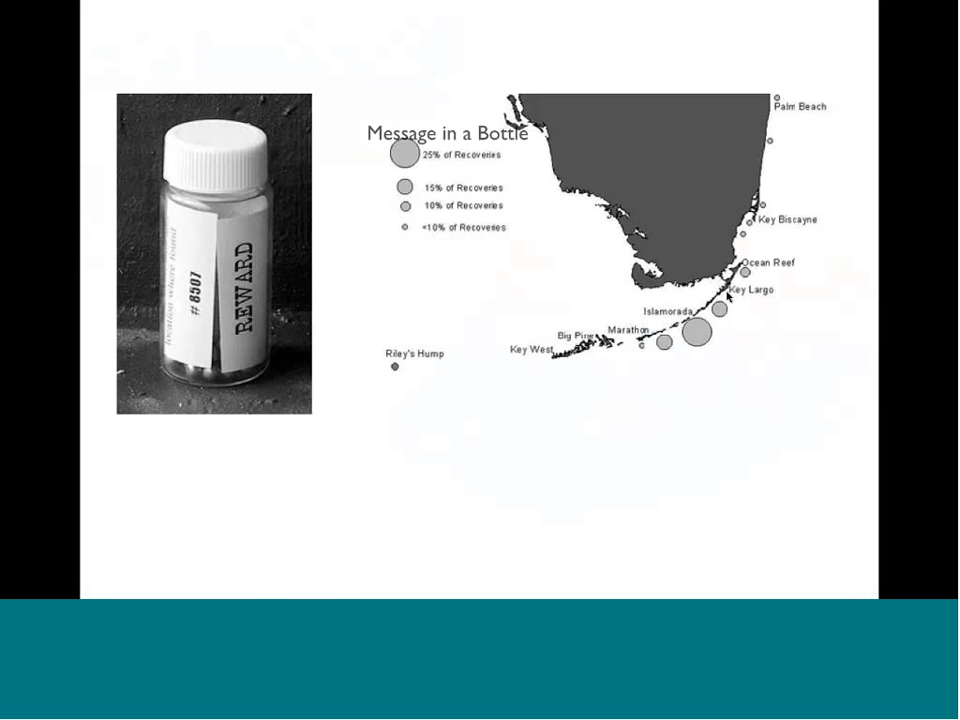 location where found
# 8507
REWARD
Message in a Bottle
25% of Recoveries
15% of Recoveries
10% of Recoveries
<10% of Recoveries
Palm Beach
Key Biscayne
Ocean Reef
Key Largo
Islamorada
Marathon
Big Pine
Key West
Riley's Hump